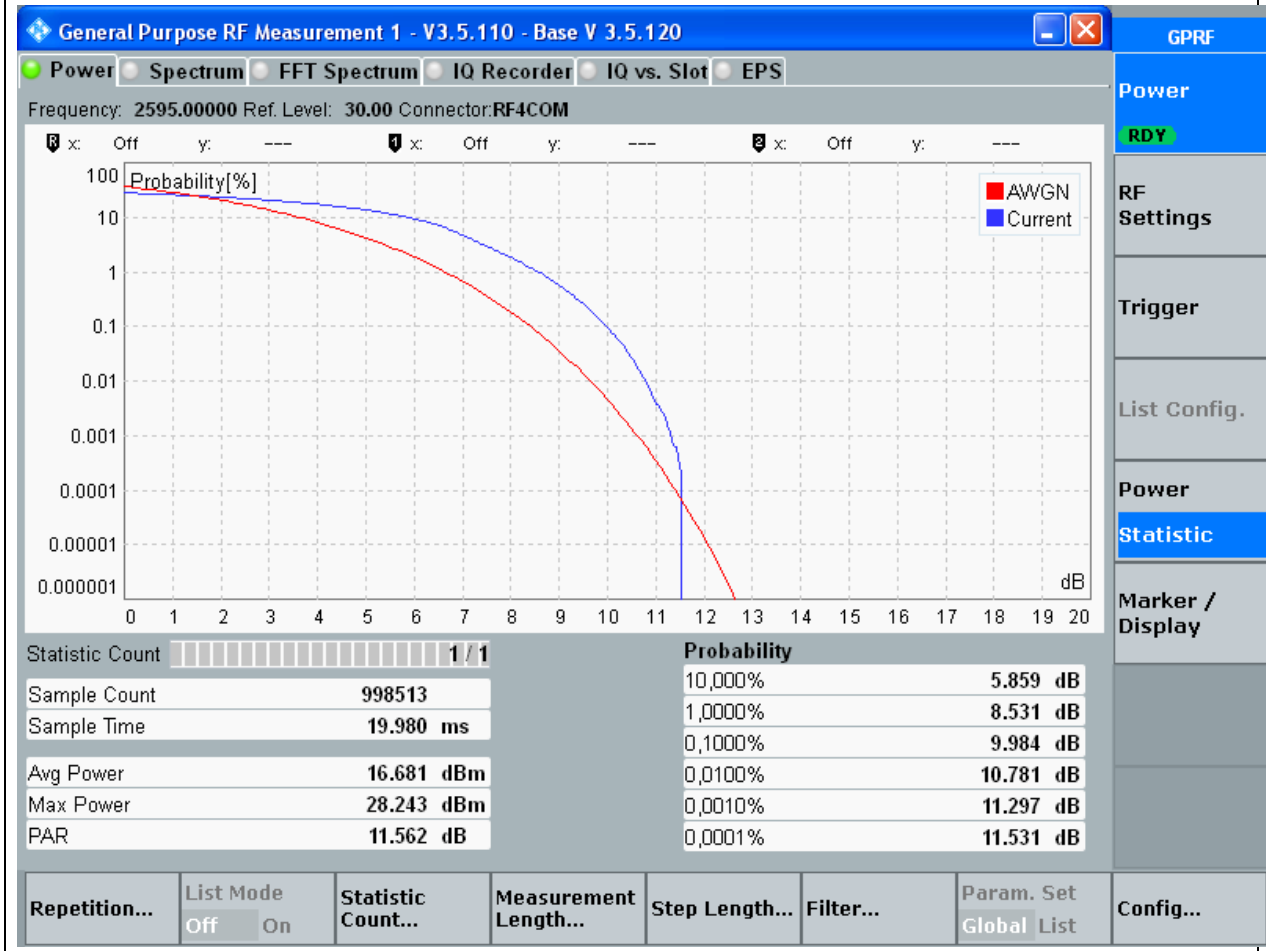 General Purpose RF Measurement 1 - V3.5.110 - Base V 3.5.120
GPRF
Power Spectrum FFT Spectrum IQ Recorder IQ vs. Slot EPS
Frequency: 2595.00000 Ref. Level: 30.00 Connector:RF4COM
R x: Off y: --- 1 x: Off y: --- 2 x: Off y: ---
Probability[%]
100
10
1
0.1
0.01
0.001
0.0001
0.00001
0.000001
AWGN
Current
dB
0 1 2 3 4 5 6 7 8 9 10 11 12 13 14 15 16 17 18 19 20
Statistic Count 1 / 1
Sample Count 998513
Sample Time 19.980 ms
Avg Power 16.681 dBm
Max Power 28.243 dBm
PAR 11.562 dB
Probability
10,000% 5.859 dB
1,0000% 8.531 dB
0,1000% 9.984 dB
0,0100% 10.781 dB
0,0010% 11.297 dB
0,0001% 11.531 dB
Power
RDY
RF
Settings
Trigger
List Config.
Power
Statistic
Marker /
Display
Repetition...
List Mode
Off On
Statistic
Count...
Measurement
Length...
Step Length...
Filter...
Param. Set
Global List
Config...